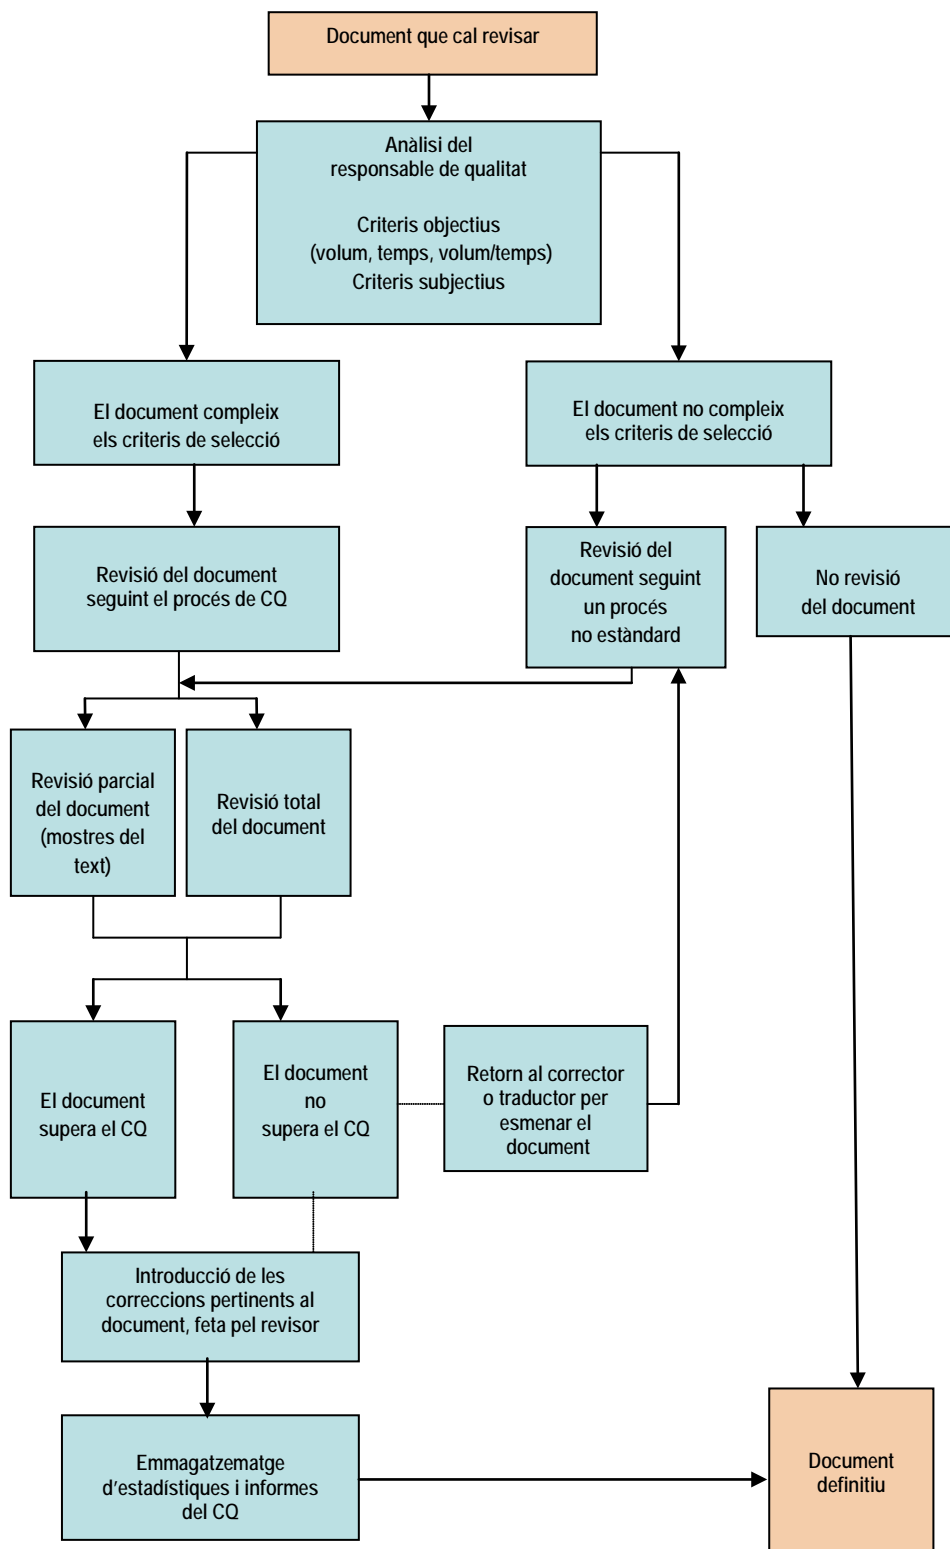 Document que cal revisar
Anàlisi del
responsable de qualitat
Criteris objectius
(volum, temps, volum/temps)
Criteris subjectius
El document compleix
els criteris de selecció
El document no compleix
els criteris de selecció
Revisió del document
seguint el procés de CQ
Revisió del
document seguint
un procés
no estàndard
No revisió
del document
Revisió parcial
del document
(mostres del
text)
Revisió total
del document
El document
supera el CQ
El document
no
supera el CQ
Retorn al corrector
o traductor per
esmenar el
document
Introducció de les
correccions pertinents al
document, feta pel revisor
Emmagatzematge
d'estadístiques i informes
del CQ
Document
definitiu